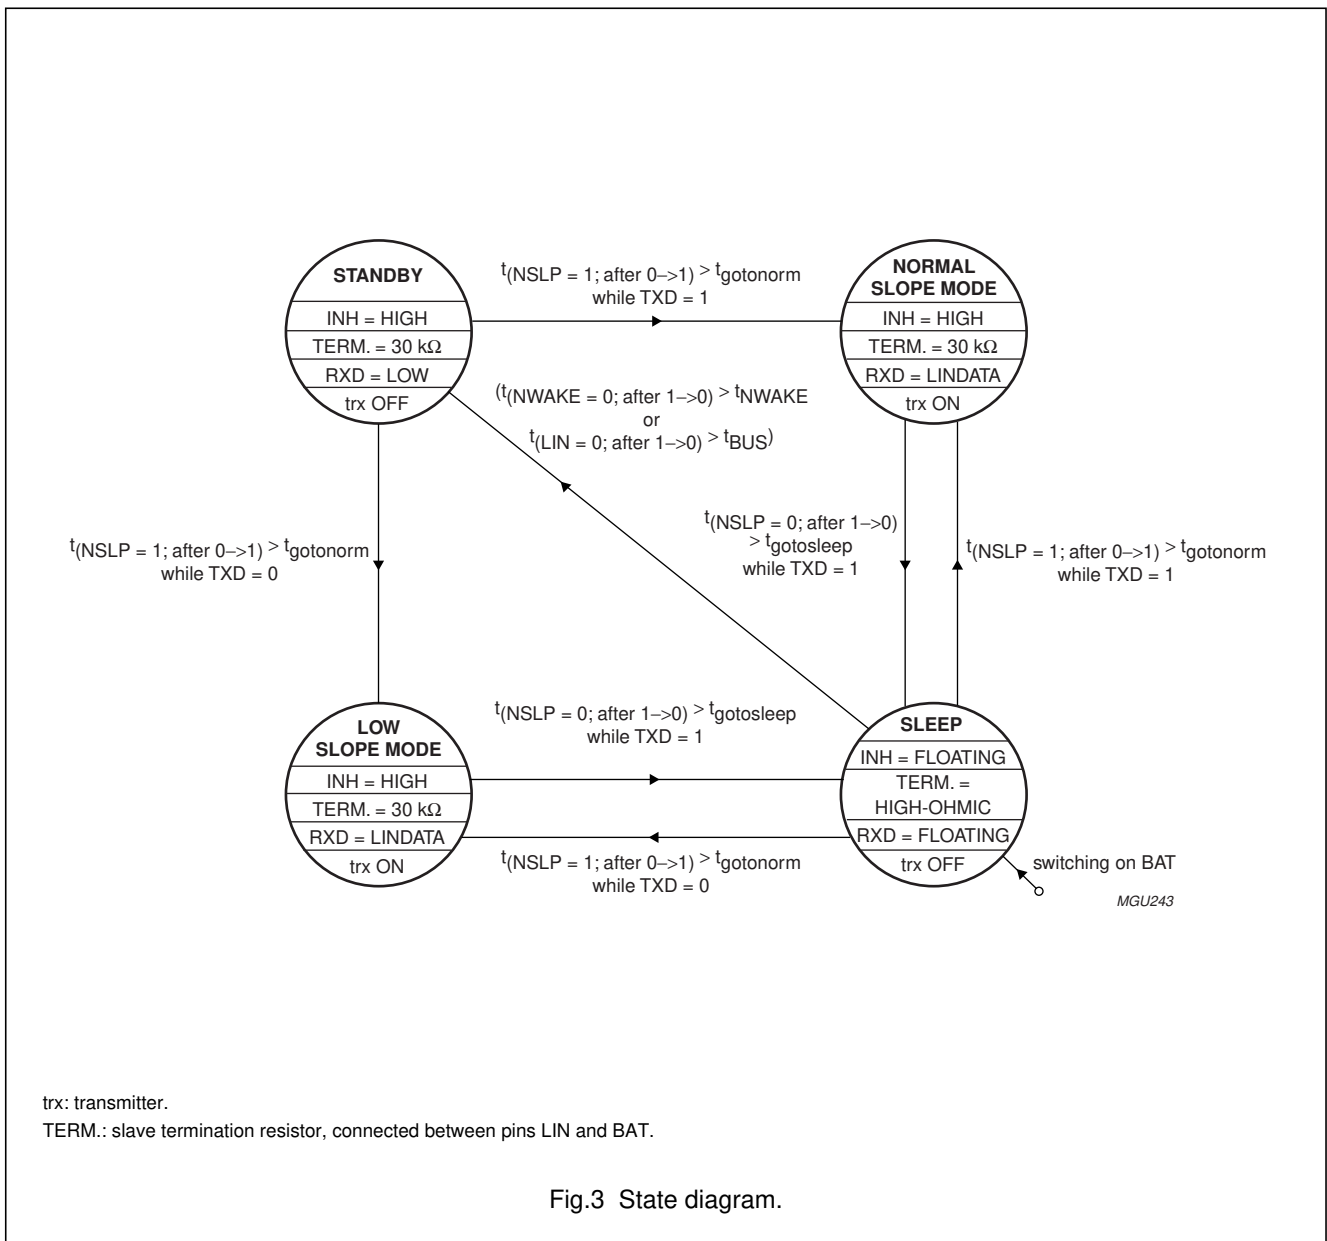 STANDBY
INH = HIGH
TERM. = 30 kΩ
RXD = LOW
trx OFF
t(NSLP = 1; after 0–>1) > tgotonorm
while TXD = 1
NORMAL
SLOPE MODE
INH = HIGH
TERM. = 30 kΩ
RXD = LINDATA
trx ON
(t(NWAKE = 0; after 1–>0) > tNWAKE
or
t(LIN = 0; after 1–>0) > tBUS)
t(NSLP = 1; after 0–>1) > tgotonorm
while TXD = 0
t(NSLP = 0; after 1–>0)
> tgotosleep
while TXD = 1
t(NSLP = 1; after 0–>1) > tgotonorm
while TXD = 1
LOW
SLOPE MODE
INH = HIGH
TERM. = 30 kΩ
RXD = LINDATA
trx ON
t(NSLP = 0; after 1–>0) > tgotosleep
while TXD = 1
t(NSLP = 1; after 0–>1) > tgotonorm
while TXD = 0
SLEEP
INH = FLOATING
TERM. =
HIGH-OHMIC
RXD = FLOATING
trx OFF
switching on BAT
MGU243
trx: transmitter.
TERM.: slave termination resistor, connected between pins LIN and BAT.
Fig.3 State diagram.